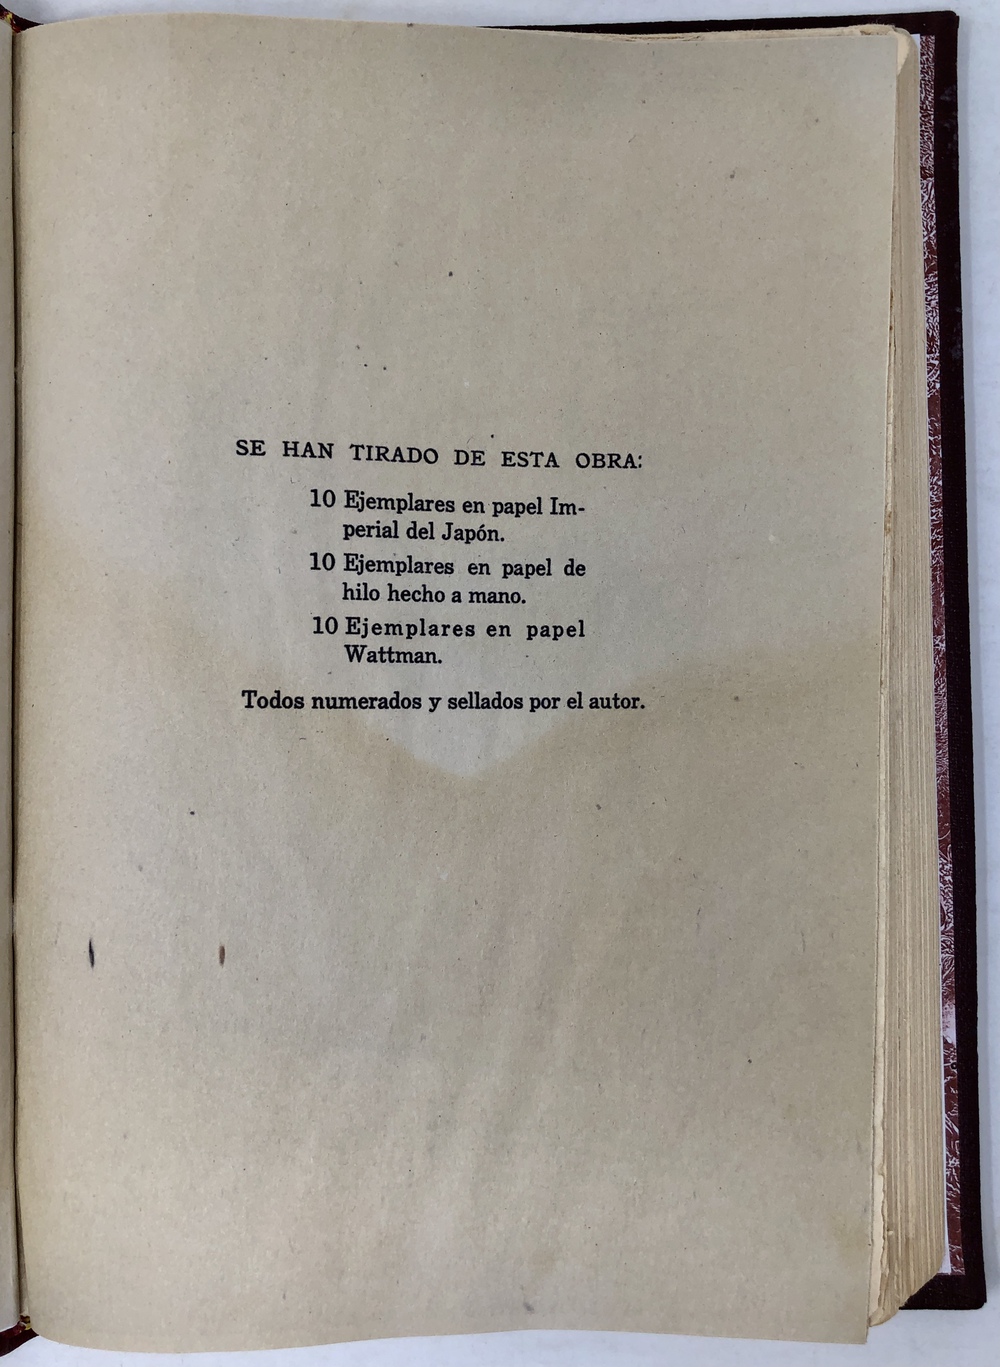 SE HAN TIRADO DE ESTA OBRA:
10 Ejemplares en papel Im-
perial del Japón.
10 Ejemplares en papel de
hilo hecho a mano.
10 Ejemplares en papel
Wattman.
Todos numerados y sellados por el autor.